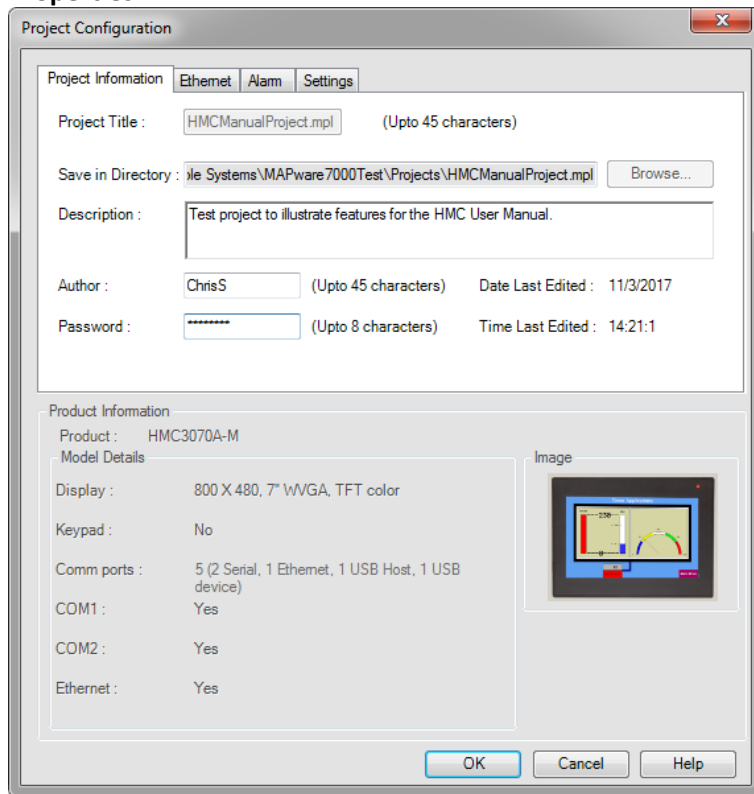 Project Configuration
Project Information Ethernet Alarm Settings
Project Title : HMCManualProject.mpl (Upto 45 characters)
Save in Directory : ple Systems\MAPware7000Test\Projects\HMCManualProject.mpl Browse...
Description : Test project to illustrate features for the HMC User Manual.
Author : ChrisS (Upto 45 characters) Date Last Edited : 11/3/2017
Password : ******** (Upto 8 characters) Time Last Edited : 14:21:1
Product Information
Product : HMC3070A-M
Model Details
Image
Display : 800 X 480, 7" WVGA, TFT color
Keypad : No
Comm ports : 5 (2 Serial, 1 Ethernet, 1 USB Host, 1 USB
device)
COM1 : Yes
COM2 : Yes
Ethernet : Yes
OK Cancel Help